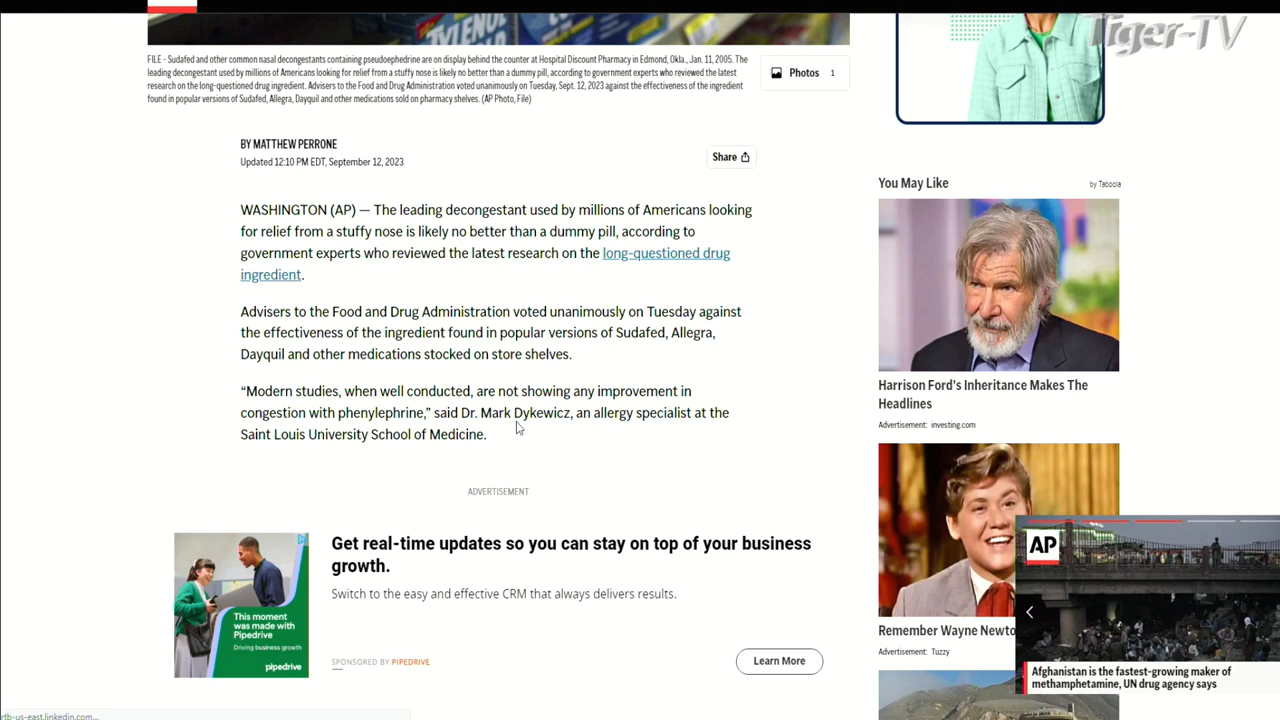 TYLENOL
Tiger-TV
FILE - Sudafed and other common nasal decongestants containing pseudoephedrine are on display behind the counter at Hospital Discount Pharmacy in Edmond, Okla., Jan. 11, 2005. The
leading decongestant used by millions of Americans looking for relief from a stuffy nose is likely no better than a dummy pill, according to government experts who reviewed the latest
research on the long-questioned drug ingredient. Advisers to the Food and Drug Administration voted unanimously on Tuesday, Sept. 12, 2023 against the effectiveness of the ingredient
found in popular versions of Sudafed, Allegra, Dayquil and other medications sold on pharmacy shelves. (AP Photo, File)
Photos 1
BY MATTHEW PERRONE
Updated 12:10 PM EDT, September 12, 2023
Share
WASHINGTON (AP) — The leading decongestant used by millions of Americans looking
for relief from a stuffy nose is likely no better than a dummy pill, according to
government experts who reviewed the latest research on the long-questioned drug
ingredient.
Advisers to the Food and Drug Administration voted unanimously on Tuesday against
the effectiveness of the ingredient found in popular versions of Sudafed, Allegra,
Dayquil and other medications stocked on store shelves.
“Modern studies, when well conducted, are not showing any improvement in
congestion with phenylephrine,” said Dr. Mark Dykewicz, an allergy specialist at the
Saint Louis University School of Medicine.
ADVERTISEMENT
This moment
was made with
Pipedrive
Driving business growth
pipedrive
Get real-time updates so you can stay on top of your business
growth.
Switch to the easy and effective CRM that always delivers results.
SPONSORED BY PIPEDRIVE
Learn More
You May Like
by Taboola
Harrison Ford's Inheritance Makes The
Headlines
Advertisement: investing.com
Remember Wayne Newto
Advertisement: Tuzzy
AP
Afghanistan is the fastest-growing maker of
methamphetamine, UN drug agency says
rtb-us-east.linkedin.com...